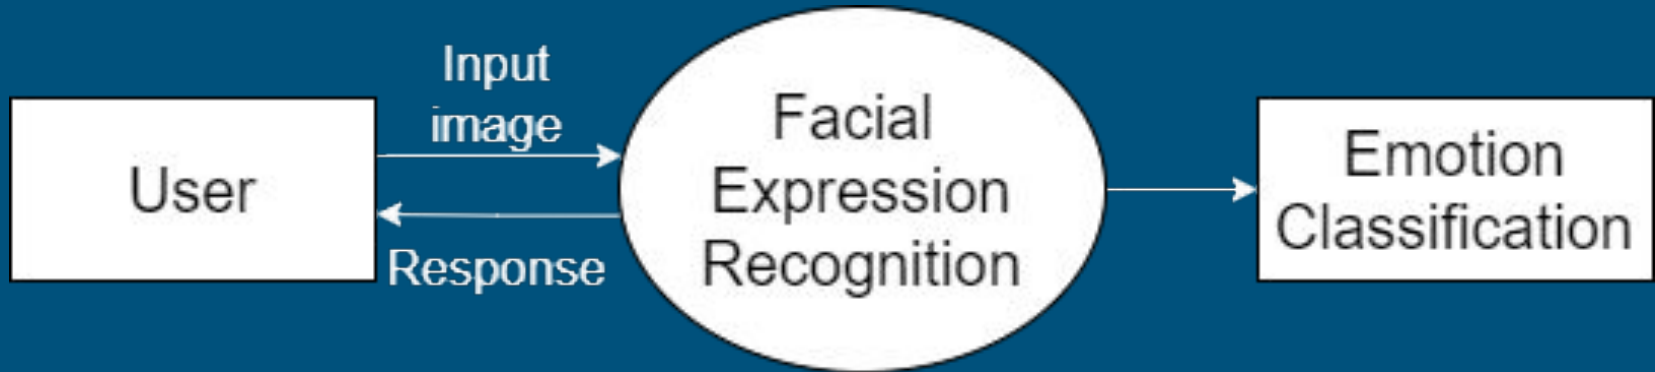 User
Input
image
Response
Facial
Expression
Recognition
Emotion
Classification